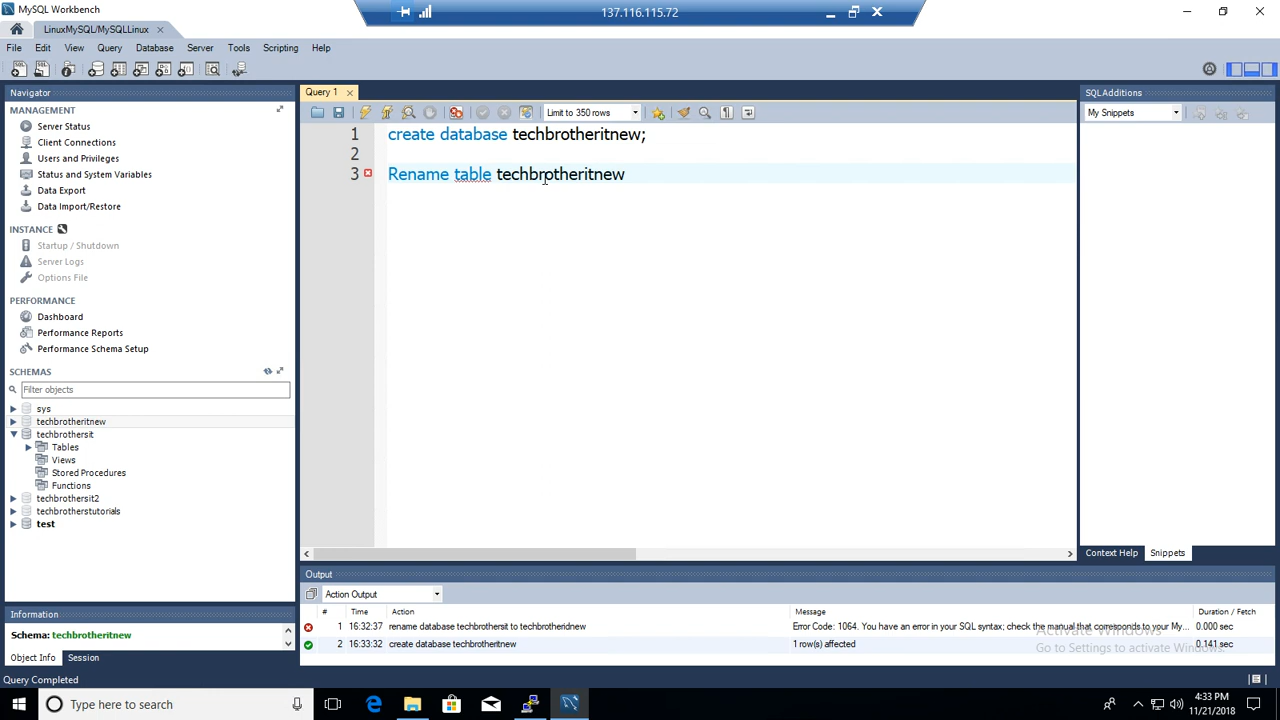 MySQL Workbench
137.116.115.72
LinuxMySQL/MySQLLinux
File Edit View Query Database Server Tools Scripting Help
Navigator
Query 1
SQLAdditions
MANAGEMENT
Server Status
Client Connections
Users and Privileges
Status and System Variables
Data Export
Data Import/Restore
INSTANCE
Startup / Shutdown
Server Logs
Options File
PERFORMANCE
Dashboard
Performance Reports
Performance Schema Setup
SCHEMAS
Filter objects
sys
techbrotheritnew
techbrothersit
Tables
Views
Stored Procedures
Functions
techbrothersit2
techbrotherstutorials
test
Information
Schema: techbrotheritnew
Object Info Session
Query Completed
Limit to 350 rows
1 create database techbrotheritnew;
2
3 Rename table techbrotheritnew
My Snippets
Context Help Snippets
Output
Action Output
# Time Action Message Duration / Fetch
1 16:32:37 rename database techbrothersit to techbrotheridnew Error Code: 1064. You have an error in your SQL syntax; check the manual that corresponds to your My... 0.000 sec
2 16:33:32 create database techbrotheritnew 1 row(s) affected 0.141 sec
Activate Windows
Go to Settings to activate Windows.
Type here to search
4:33 PM
11/21/2018